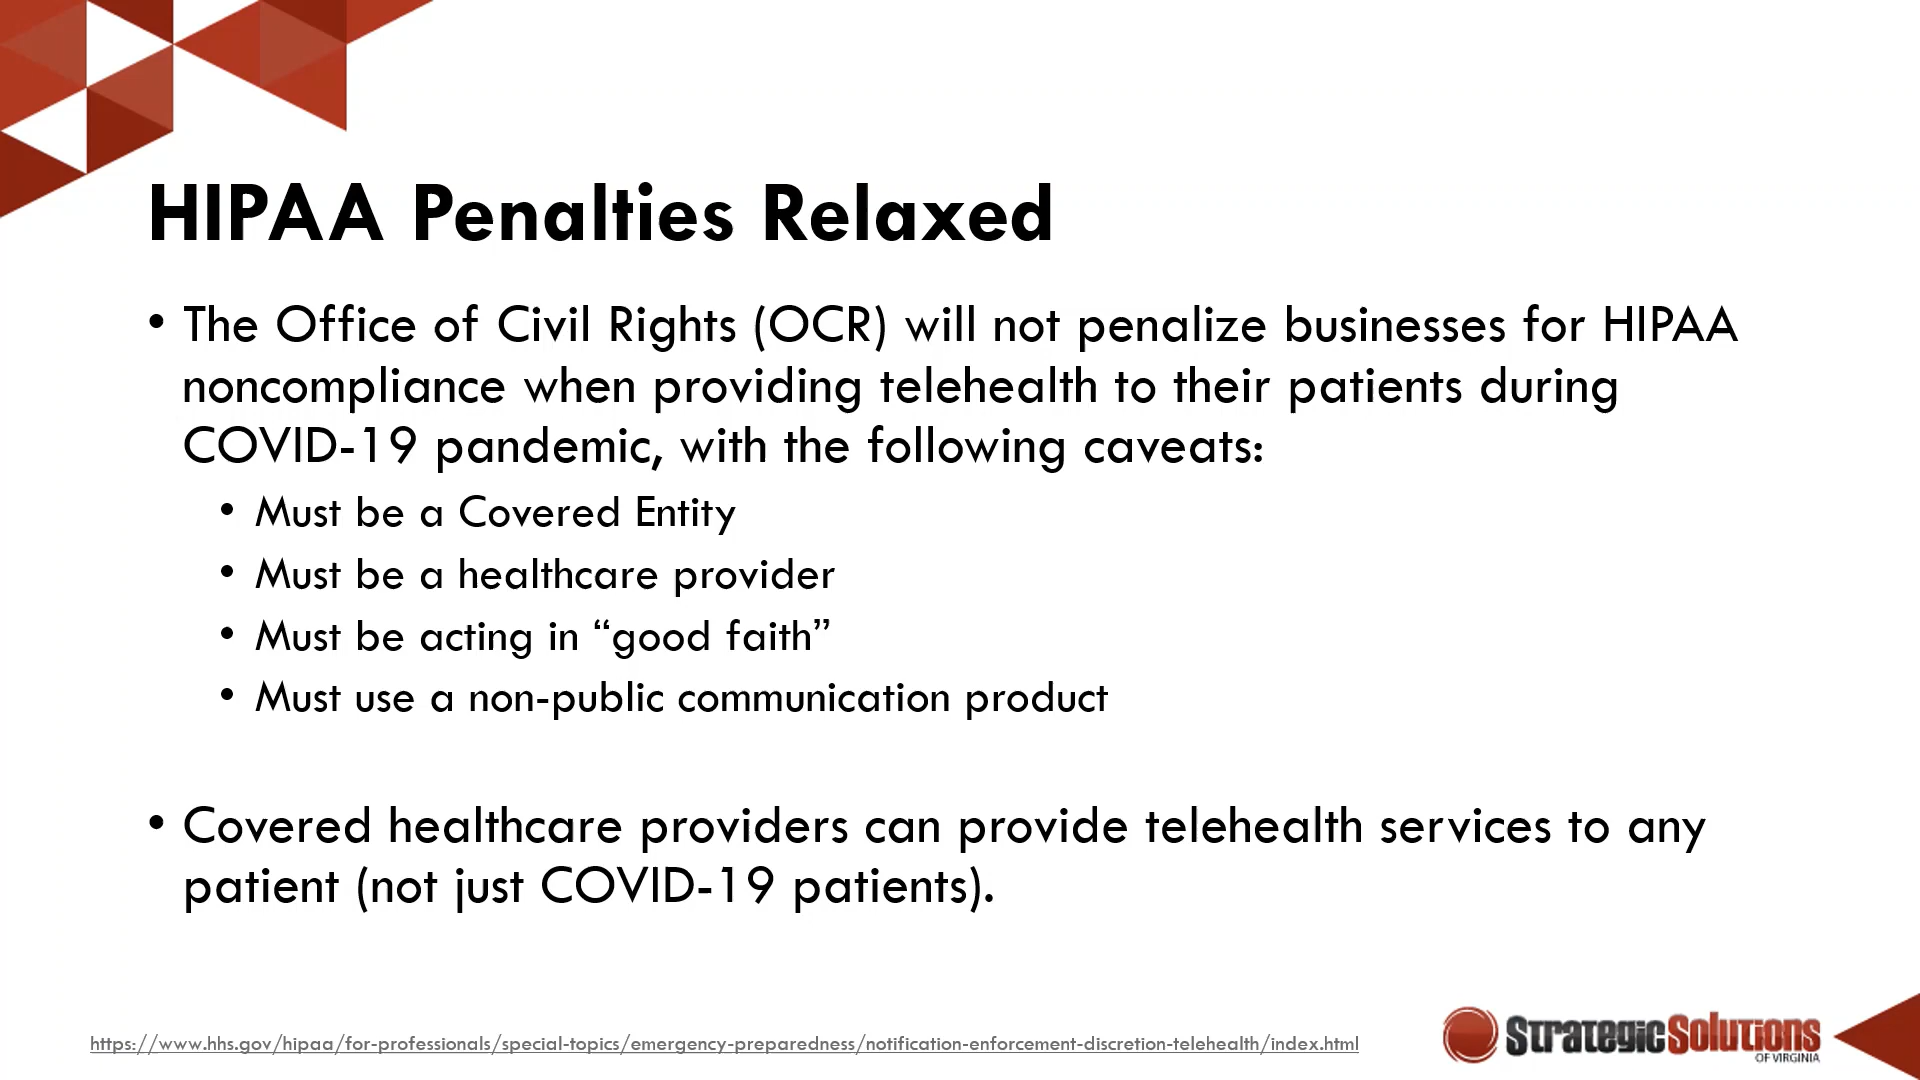 HIPAA Penalties Relaxed
• The Office of Civil Rights (OCR) will not penalize businesses for HIPAA
noncompliance when providing telehealth to their patients during
COVID-19 pandemic, with the following caveats:
• Must be a Covered Entity
• Must be a healthcare provider
• Must be acting in “good faith”
• Must use a non-public communication product
• Covered healthcare providers can provide telehealth services to any
patient (not just COVID-19 patients).
https://www.hhs.gov/hipaa/for-professionals/special-topics/emergency-preparedness/notification-enforcement-discretion-telehealth/index.html
StrategicSolutions
OF VIRGINIA